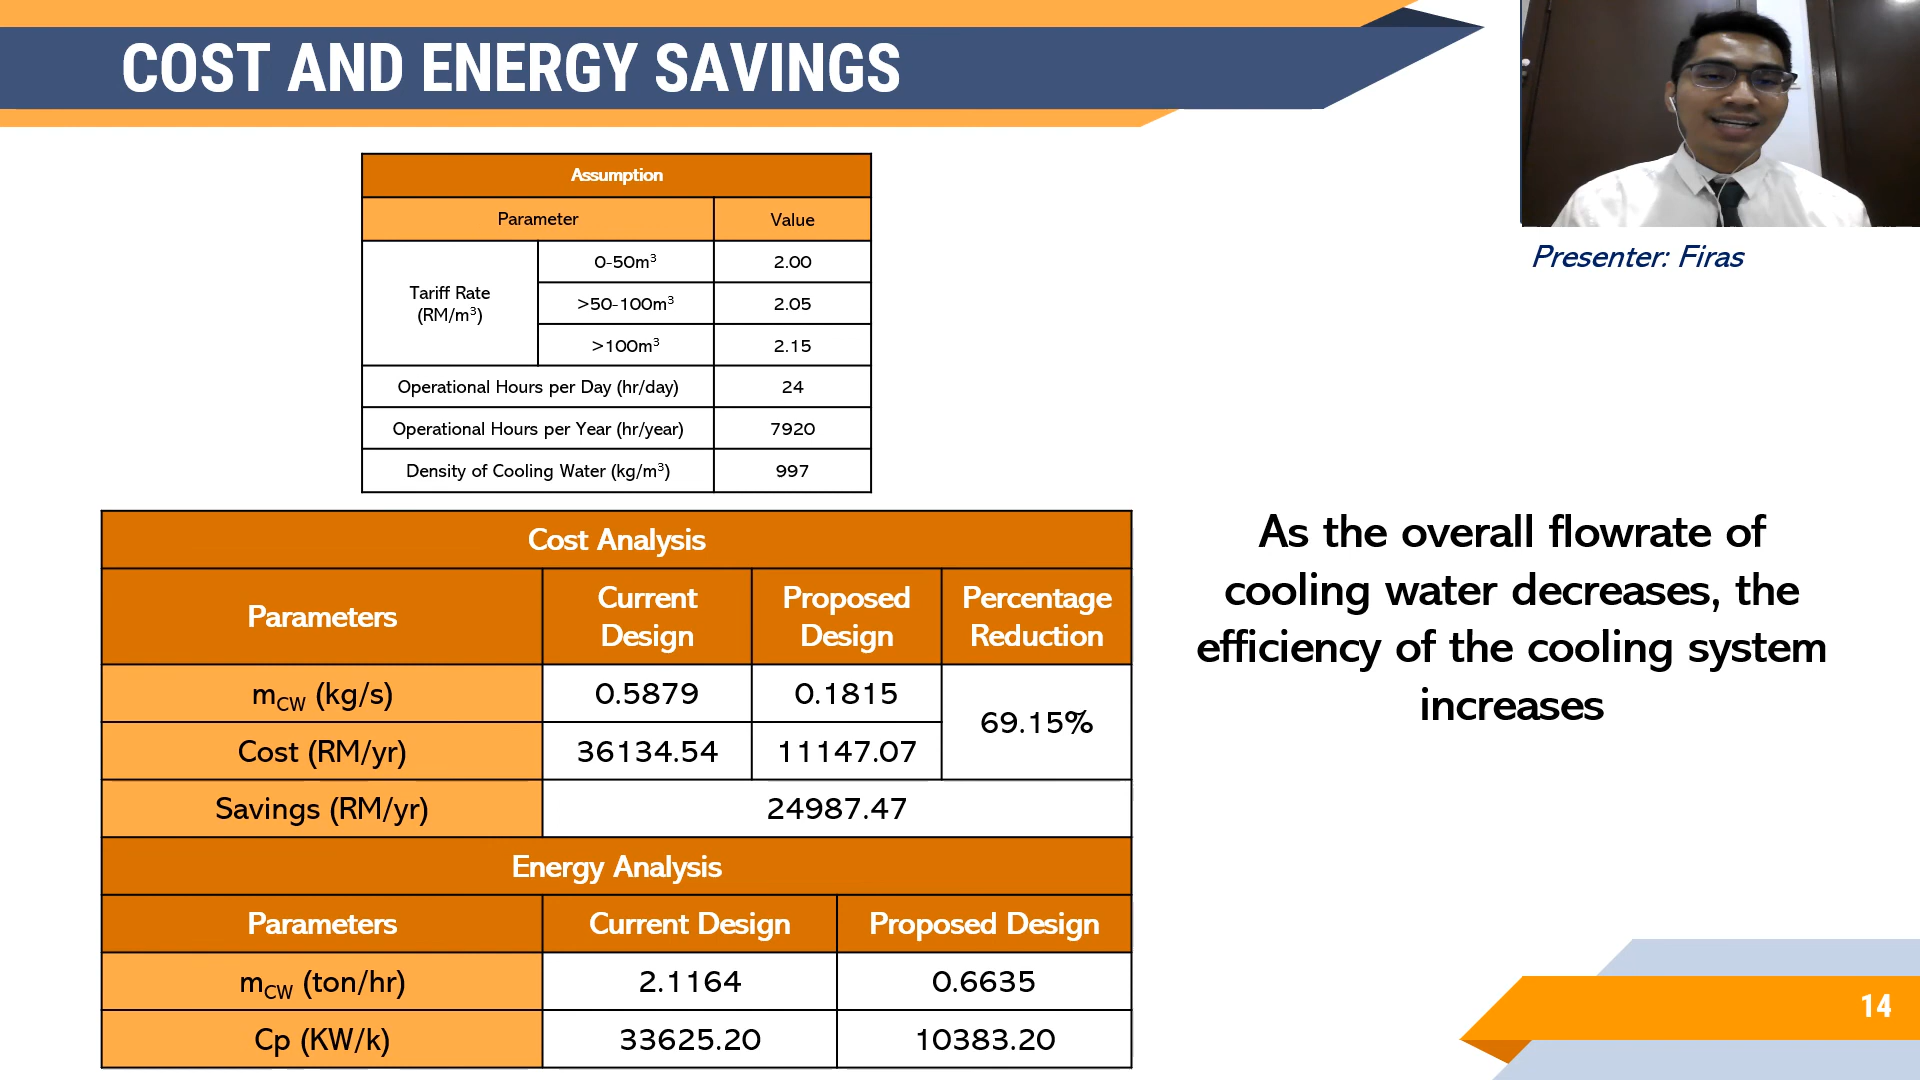 COST AND ENERGY SAVINGS
Presenter: Firas
Assumption
Parameter Value
Tariff Rate (RM/m³) 0-50m³ 2.00
>50-100m³ 2.05
>100m³ 2.15
Operational Hours per Day (hr/day) 24
Operational Hours per Year (hr/year) 7920
Density of Cooling Water (kg/m³) 997
Cost Analysis
Parameters Current Design Proposed Design Percentage Reduction
mCW (kg/s) 0.5879 0.1815 69.15%
Cost (RM/yr) 36134.54 11147.07
Savings (RM/yr) 24987.47
Energy Analysis
Parameters Current Design Proposed Design
mCW (ton/hr) 2.1164 0.6635
Cp (KW/k) 33625.20 10383.20
As the overall flowrate of
cooling water decreases, the
efficiency of the cooling system
increases
14